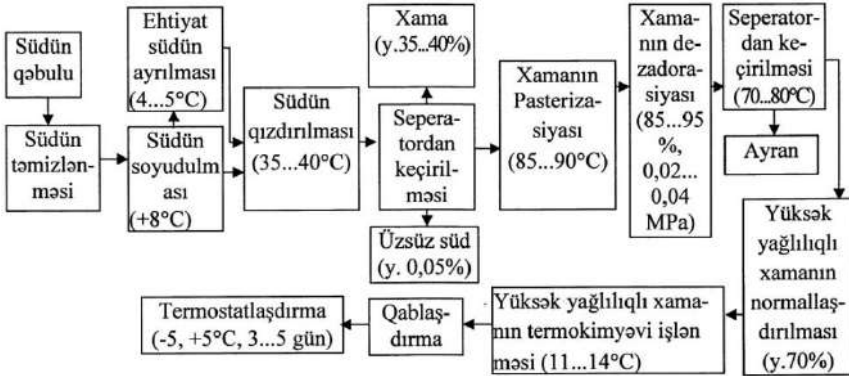 Südün
qəbulu
Südün
təmizlən-
məsi
Ehtiyat
südün
ayrılması
(4...5°C)
Südün
soyudulm
ası
(+8°C)
Südün
qızdırılması
(35...40°C)
Xama
(y.35...40%)
Seperа-
tordan
keçiril-
məsi
Üzsüz süd
(y. 0,05%)
Xamanın
Pasteriza-
siyası
(85...90°C)
Xama-
nın de-
zadora-
siyası
(85...95
%,
0,02...
0,04
MPa)
Seperator-
dan ke-
çirilməsi
(70...80°C)
Ayran
Yüksək
yağlılıqlı
xamanın
normallaş-
dırılması
(y.70%)
Yüksək yağlılıqlı xama-
nın termokimyəvi işlən
məsi (11...14°C)
Qablaş-
dırma
Termostatlaşdırma
(-5, +5°C, 3...5 gün)